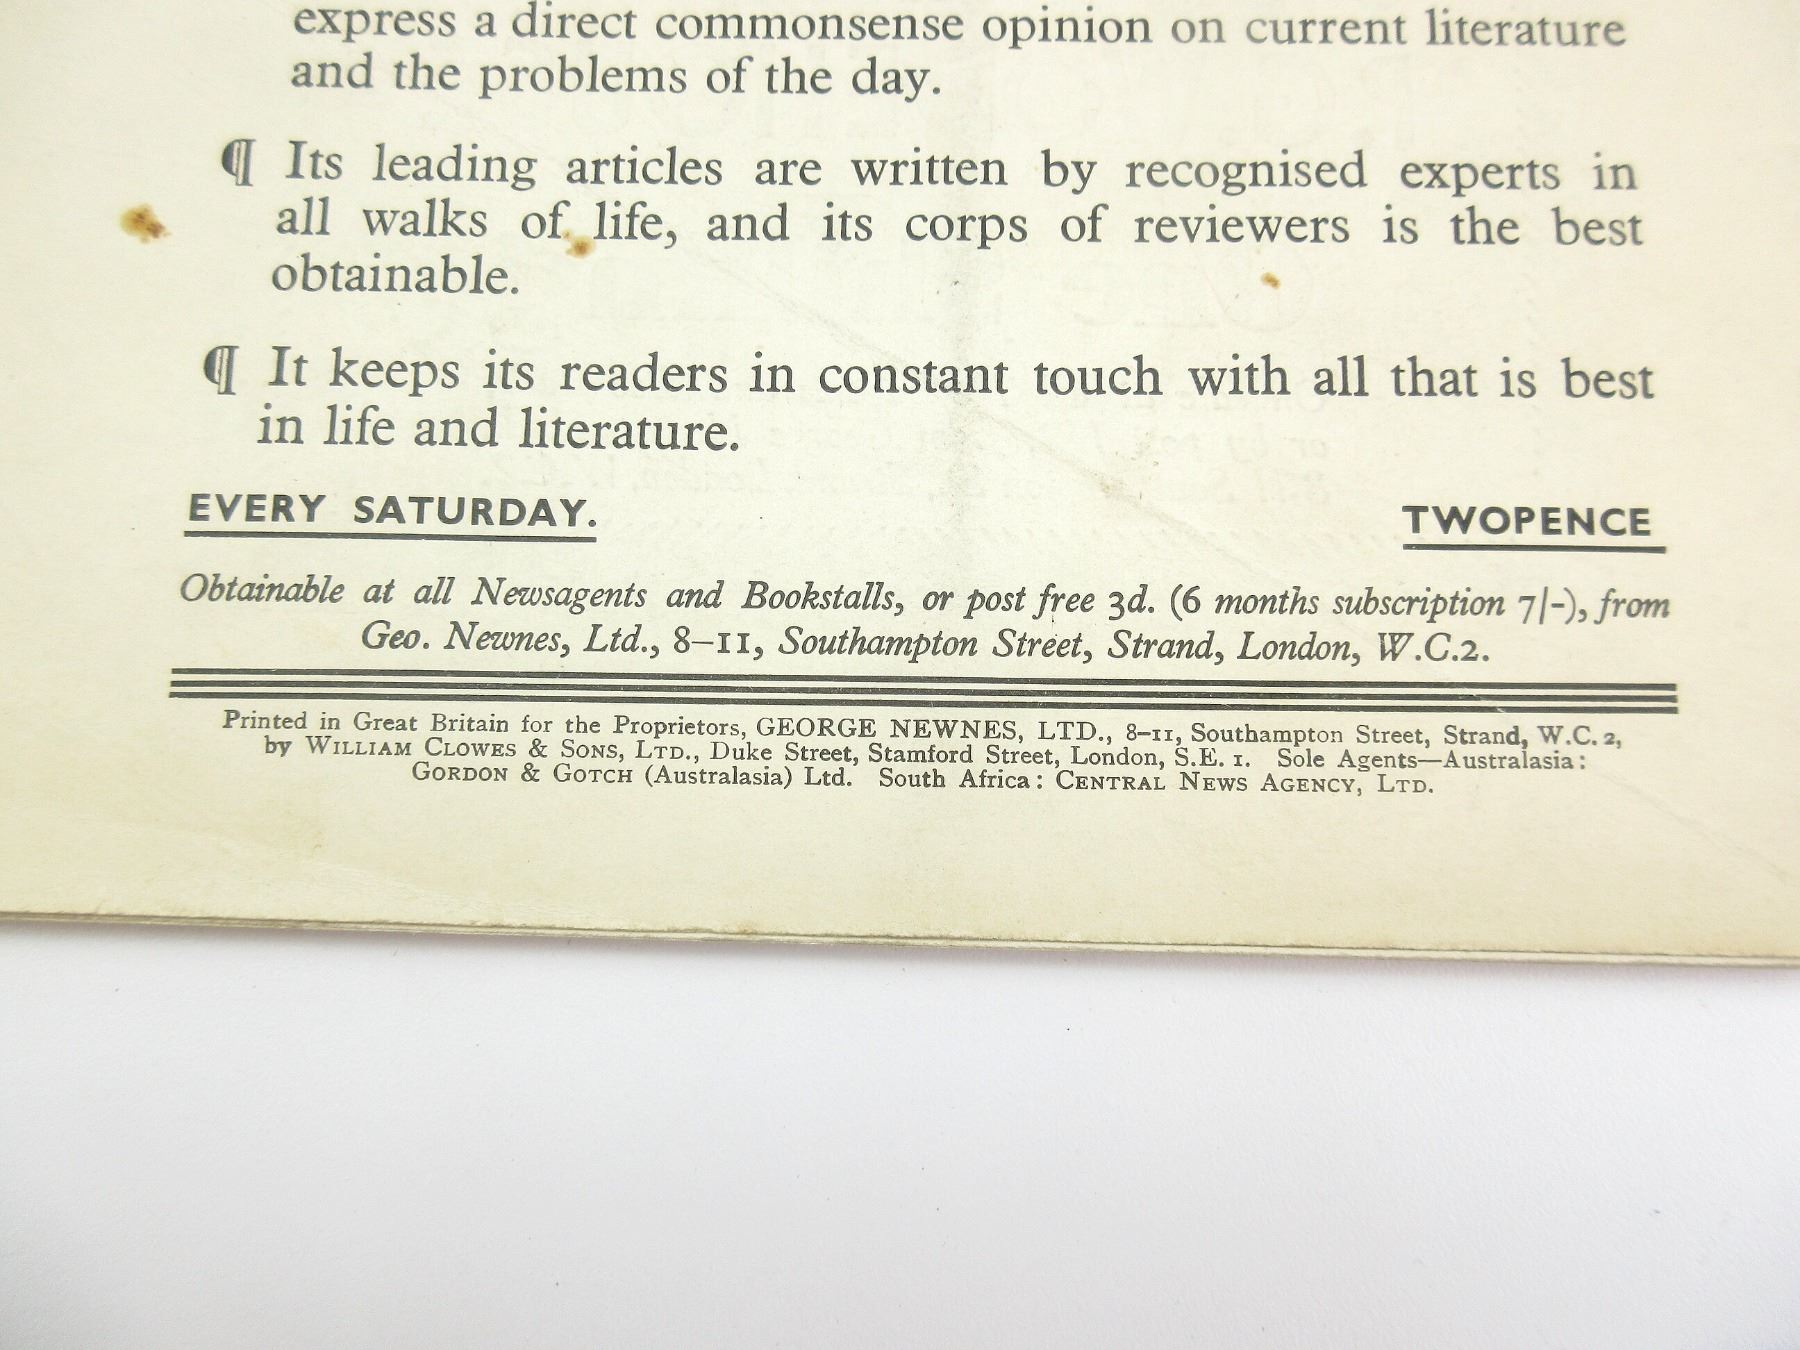 express a direct commonsense opinion on current literature
and the problems of the day.
¶ Its leading articles are written by recognised experts in
all walks of life, and its corps of reviewers is the best
obtainable.
¶ It keeps its readers in constant touch with all that is best
in life and literature.
EVERY SATURDAY. TWOPENCE
Obtainable at all Newsagents and Bookstalls, or post free 3d. (6 months subscription 7/-), from
Geo. Newnes, Ltd., 8–11, Southampton Street, Strand, London, W.C.2.
Printed in Great Britain for the Proprietors, GEORGE NEWNES, LTD., 8–11, Southampton Street, Strand, W.C. 2,
by WILLIAM CLOWES & SONS, LTD., Duke Street, Stamford Street, London, S.E. 1. Sole Agents—Australasia:
GORDON & GOTCH (Australasia) Ltd. South Africa: CENTRAL NEWS AGENCY, LTD.